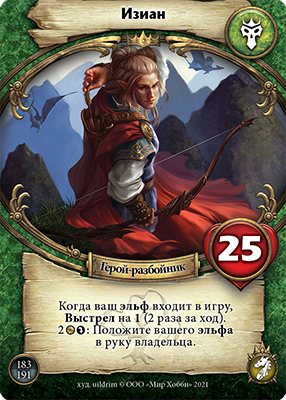 Изиан
25
Герой-разбойник
Когда ваш эльф входит в игру,
Выстрел на 1 (2 раза за ход).
2: Положите вашего эльфа
в руку владельца.
183
191
худ. uildrim © ООО «Мир Хобби» 2021